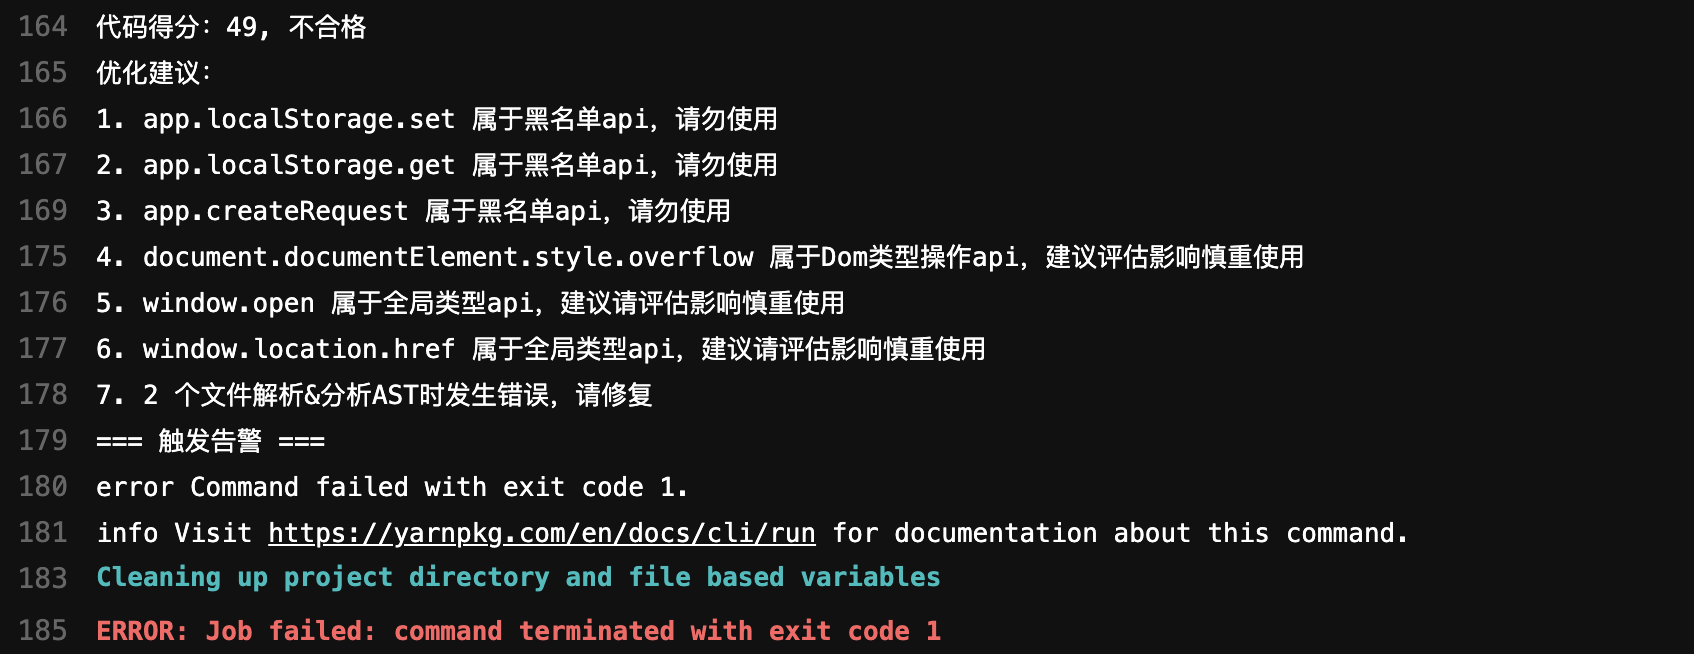 164 代码得分：49, 不合格
165 优化建议：
166 1. app.localStorage.set 属于黑名单api，请勿使用
167 2. app.localStorage.get 属于黑名单api，请勿使用
169 3. app.createRequest 属于黑名单api，请勿使用
175 4. document.documentElement.style.overflow 属于Dom类型操作api，建议评估影响慎重使用
176 5. window.open 属于全局类型api，建议请评估影响慎重使用
177 6. window.location.href 属于全局类型api，建议请评估影响慎重使用
178 7. 2 个文件解析&分析AST时发生错误，请修复
179 === 触发告警 ===
180 error Command failed with exit code 1.
181 info Visit https://yarnpkg.com/en/docs/cli/run for documentation about this command.
183 Cleaning up project directory and file based variables
185 ERROR: Job failed: command terminated with exit code 1